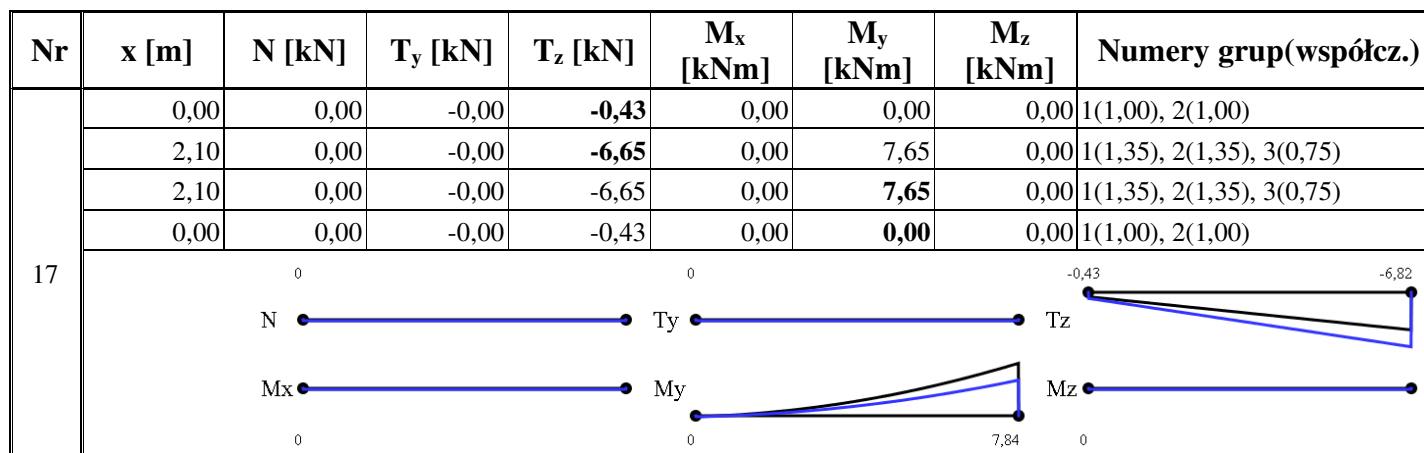 Nr x [m] N [kN] Ty [kN] Tz [kN] Mx [kNm] My [kNm] Mz [kNm] Numery grup(współcz.)
0,00 0,00 -0,00 -0,43 0,00 0,00 0,00 1(1,00), 2(1,00)
2,10 0,00 -0,00 -6,65 0,00 7,65 0,00 1(1,35), 2(1,35), 3(0,75)
2,10 0,00 -0,00 -6,65 0,00 7,65 0,00 1(1,35), 2(1,35), 3(0,75)
0,00 0,00 -0,00 -0,43 0,00 0,00 0,00 1(1,00), 2(1,00)
17
0 0 -0,43 -6,82
N Ty Tz
Mx My Mz
0 0 7,84 0